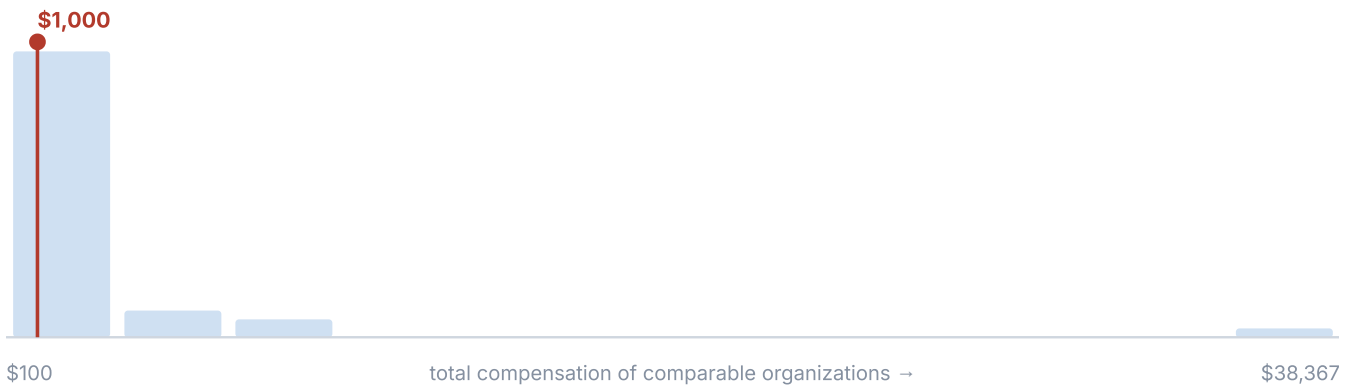 $1,000
$100 total compensation of comparable organizations → $38,367